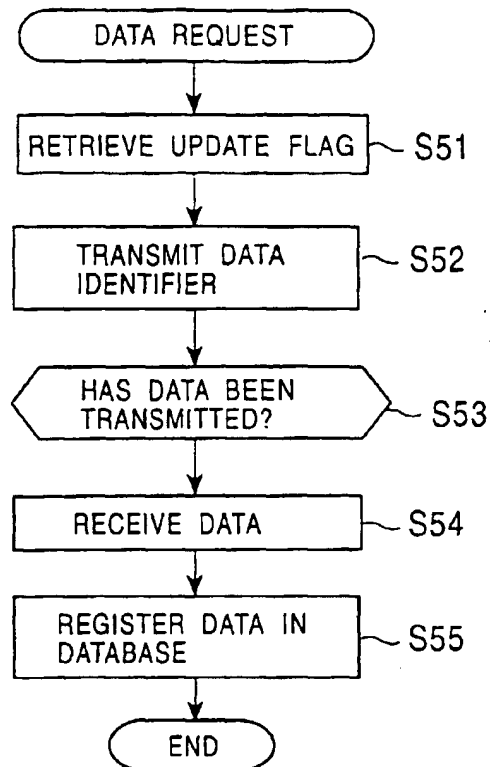 DATA REQUEST
RETRIEVE UPDATE FLAG
S51
TRANSMIT DATA
IDENTIFIER
S52
HAS DATA BEEN
TRANSMITTED?
S53
RECEIVE DATA
S54
REGISTER DATA IN
DATABASE
S55
END